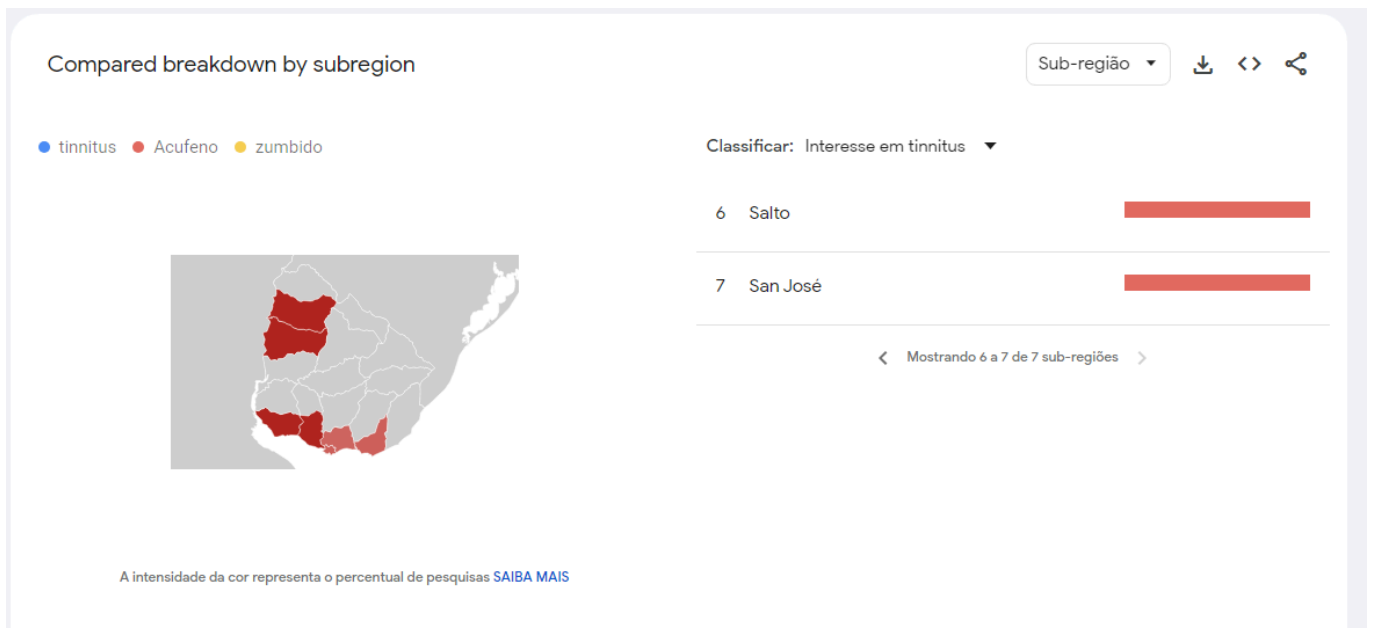 Compared breakdown by subregion
Sub-região
tinnitus Acufeno zumbido
Classificar: Interesse em tinnitus
6 Salto
7 San José
Mostrando 6 a 7 de 7 sub-regiões
A intensidade da cor representa o percentual de pesquisas SAIBA MAIS